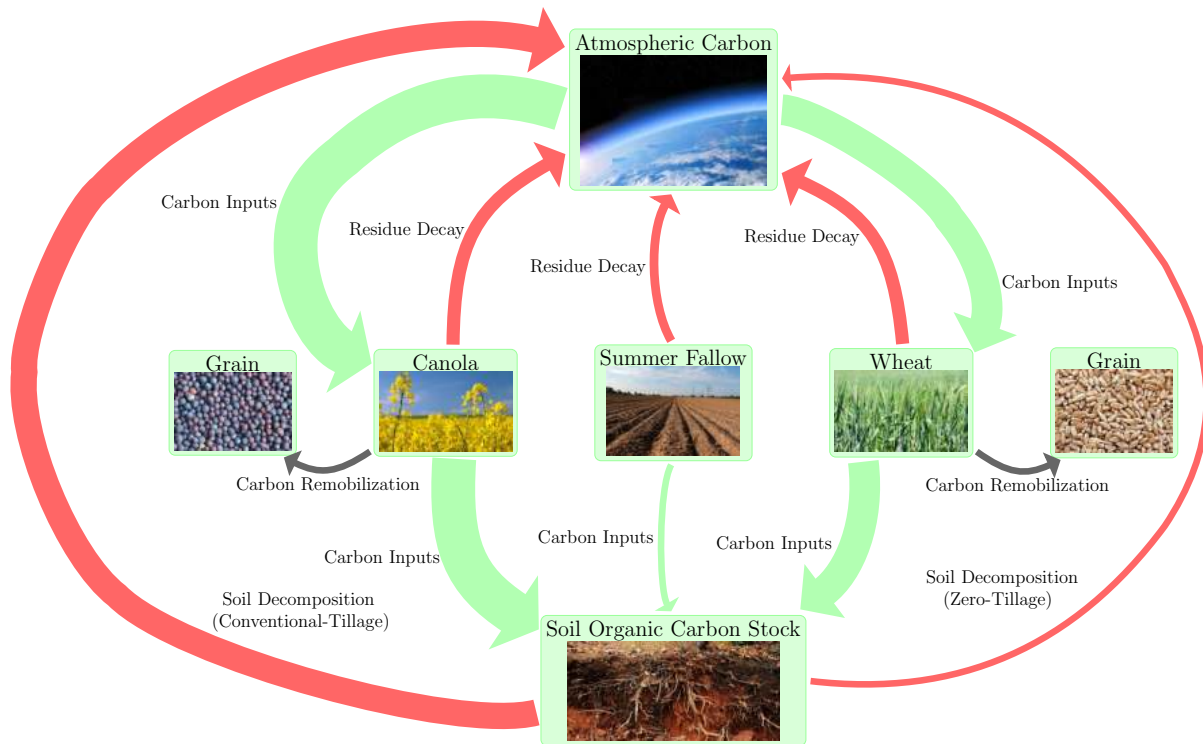 Atmospheric Carbon
Carbon Inputs
Residue Decay
Residue Decay
Residue Decay
Carbon Inputs
Grain
Canola
Summer Fallow
Wheat
Grain
Carbon Remobilization
Carbon Remobilization
Carbon Inputs
Carbon Inputs
Carbon Inputs
Soil Decomposition
(Conventional-Tillage)
Soil Decomposition
(Zero-Tillage)
Soil Organic Carbon Stock